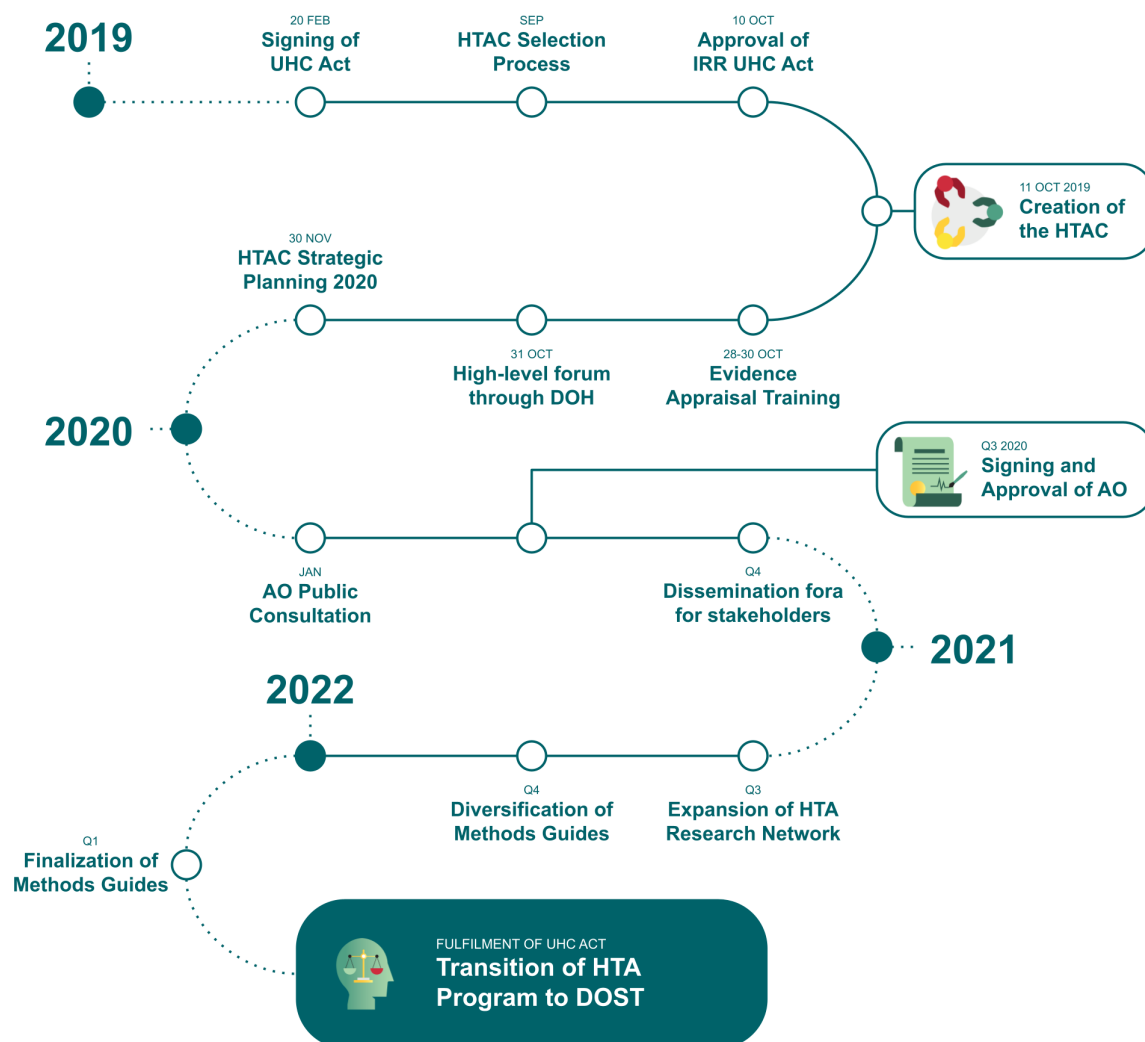 2019
20 FEB
Signing of
UHC Act
SEP
HTAC Selection
Process
10 OCT
Approval of
IRR UHC Act
11 OCT 2019
Creation of
the HTAC
28-30 OCT
Evidence
Appraisal Training
31 OCT
High-level forum
through DOH
30 NOV
HTAC Strategic
Planning 2020
2020
JAN
AO Public
Consultation
Q3 2020
Signing and
Approval of AO
Q4
Dissemination fora
for stakeholders
2021
Q3
Expansion of HTA
Research Network
Q4
Diversification of
Methods Guides
2022
Q1
Finalization of
Methods Guides
FULFILMENT OF UHC ACT
Transition of HTA
Program to DOST